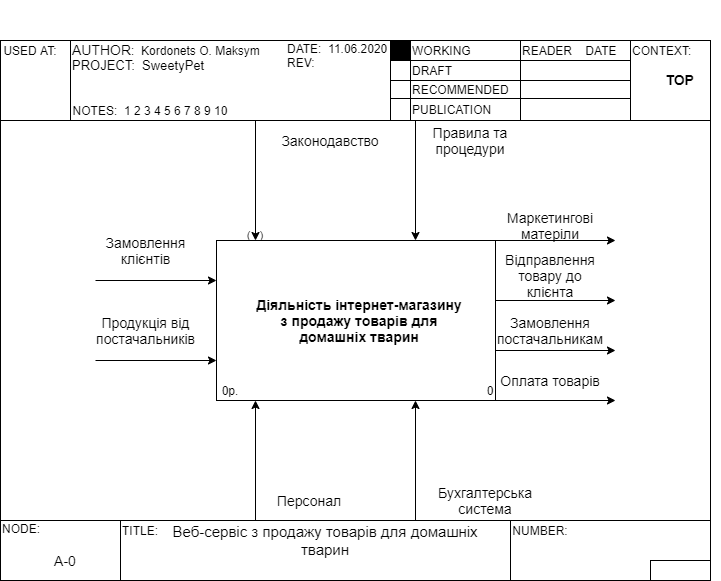 USED AT:
AUTHOR: Kordonets O. Maksym
DATE: 11.06.2020
WORKING
READER DATE
CONTEXT:
PROJECT: SweetyPet
REV:
DRAFT
TOP
RECOMMENDED
NOTES: 1 2 3 4 5 6 7 8 9 10
PUBLICATION
Законодавство
Правила та
процедури
Замовлення
клієнтів
Продукція від
постачальників
Діяльність інтернет-магазину
з продажу товарів для
домашніх тварин
0р.
0
Маркетингові
матеріли
Відправлення
товару до
клієнта
Замовлення
постачальникам
Оплата товарів
Персонал
Бухгалтерська
система
NODE:
A-0
TITLE: Веб-сервіс з продажу товарів для домашніх
тварин
NUMBER: